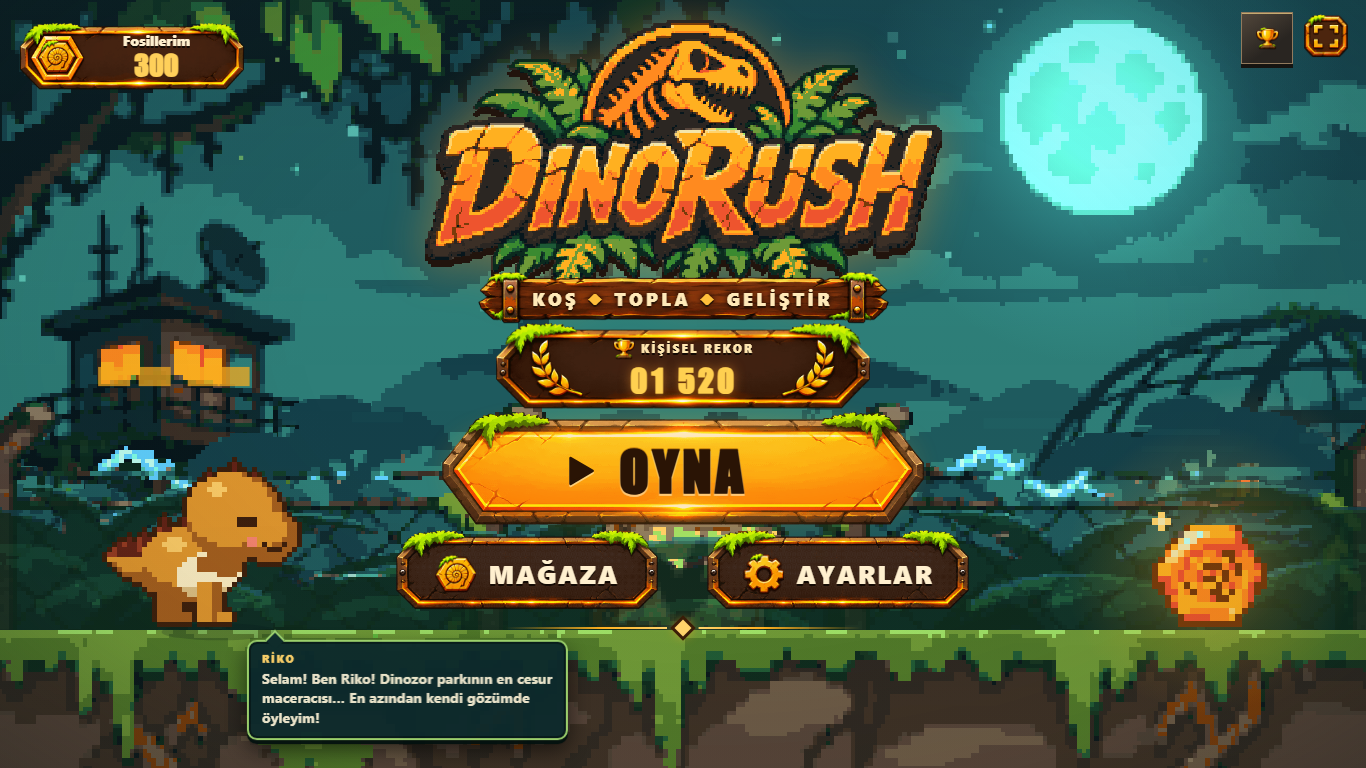 Fosillerim
300
DINORUSH
KOŞ ◆ TOPLA ◆ GELİŞTİR
KİŞİSEL REKOR
01 520
OYNA
MAĞAZA
AYARLAR
RİKO
Selam! Ben Riko! Dinozor parkının en cesur
maceracısı... En azından kendi gözümde
öyleyim!